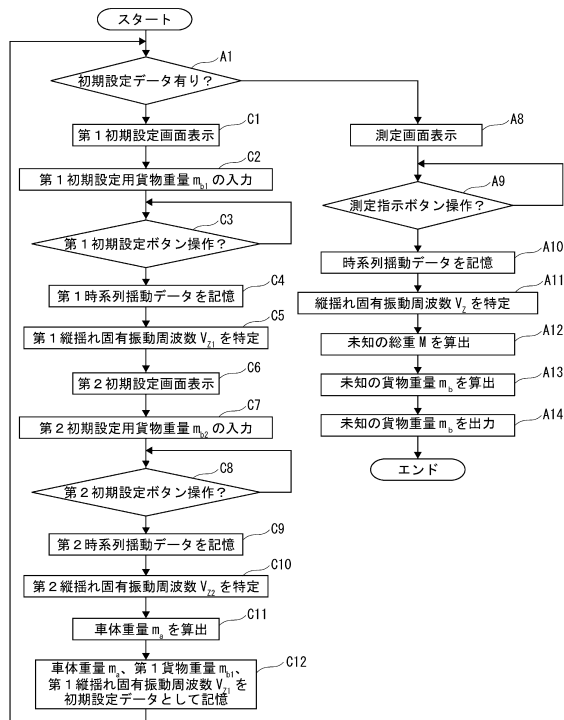 スタート
A1
初期設定データ有り？
C1
第1初期設定画面表示
C2
第1初期設定用貨物重量 mb1 の入力
C3
第1初期設定ボタン操作？
C4
第1時系列揺動データを記憶
C5
第1縦揺れ固有振動周波数 VZ1 を特定
C6
第2初期設定画面表示
C7
第2初期設定用貨物重量 mb2 の入力
C8
第2初期設定ボタン操作？
C9
第2時系列揺動データを記憶
C10
第2縦揺れ固有振動周波数 VZ2 を特定
C11
車体重量 ma を算出
C12
車体重量 ma、第1貨物重量 mb1、
第1縦揺れ固有振動周波数 VZ1 を
初期設定データとして記憶
A8
測定画面表示
A9
測定指示ボタン操作？
A10
時系列揺動データを記憶
A11
縦揺れ固有振動周波数 VZ を特定
A12
未知の総重 M を算出
A13
未知の貨物重量 mb を算出
A14
未知の貨物重量 mb を出力
エンド